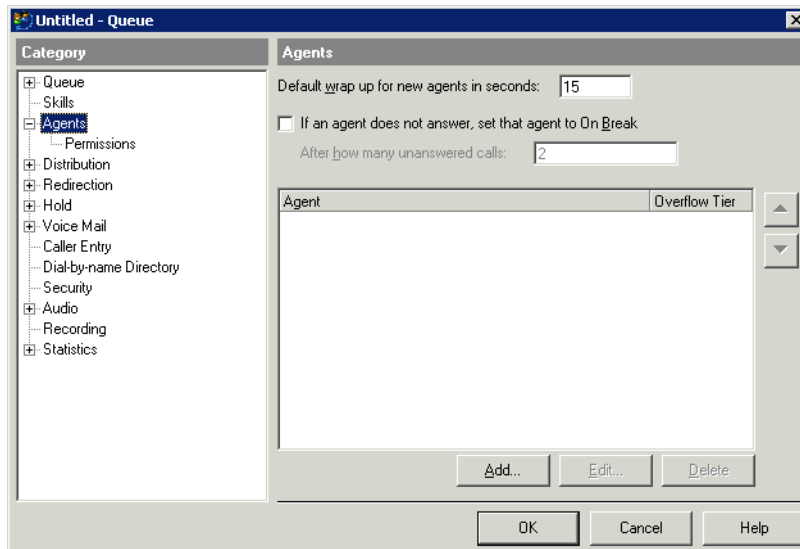 Untitled - Queue
Category
Queue
Skills
Agents
Permissions
Distribution
Redirection
Hold
Voice Mail
Caller Entry
Dial-by-name Directory
Security
Audio
Recording
Statistics
Agents
Default wrap up for new agents in seconds: 15
If an agent does not answer, set that agent to On Break
After how many unanswered calls: 2
Agent Overflow Tier
Add... Edit... Delete
OK Cancel Help